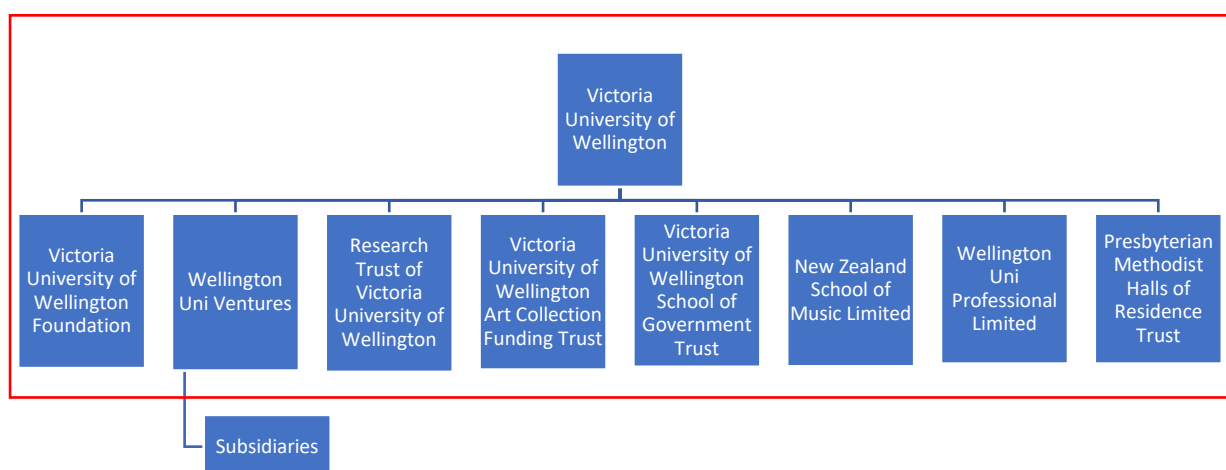 Victoria
University of
Wellington
Victoria
University of
Wellington
Foundation
Wellington
Uni Ventures
Research
Trust of
Victoria
University of
Wellington
Victoria
University of
Wellington
Art Collection
Funding Trust
Victoria
University of
Wellington
School of
Government
Trust
New Zealand
School of
Music Limited
Wellington
Uni
Professional
Limited
Presbyterian
Methodist
Halls of
Residence
Trust
Subsidiaries